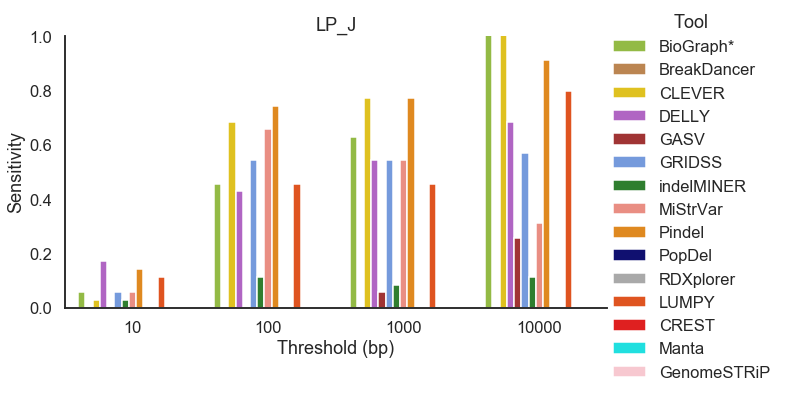 LP_J
Tool
BioGraph*
BreakDancer
CLEVER
DELLY
GASV
GRIDSS
indelMINER
MiStrVar
Pindel
PopDel
RDXplorer
LUMPY
CREST
Manta
GenomeSTRiP
Sensitivity
1.0
0.8
0.6
0.4
0.2
0.0
10 100 1000 10000
Threshold (bp)